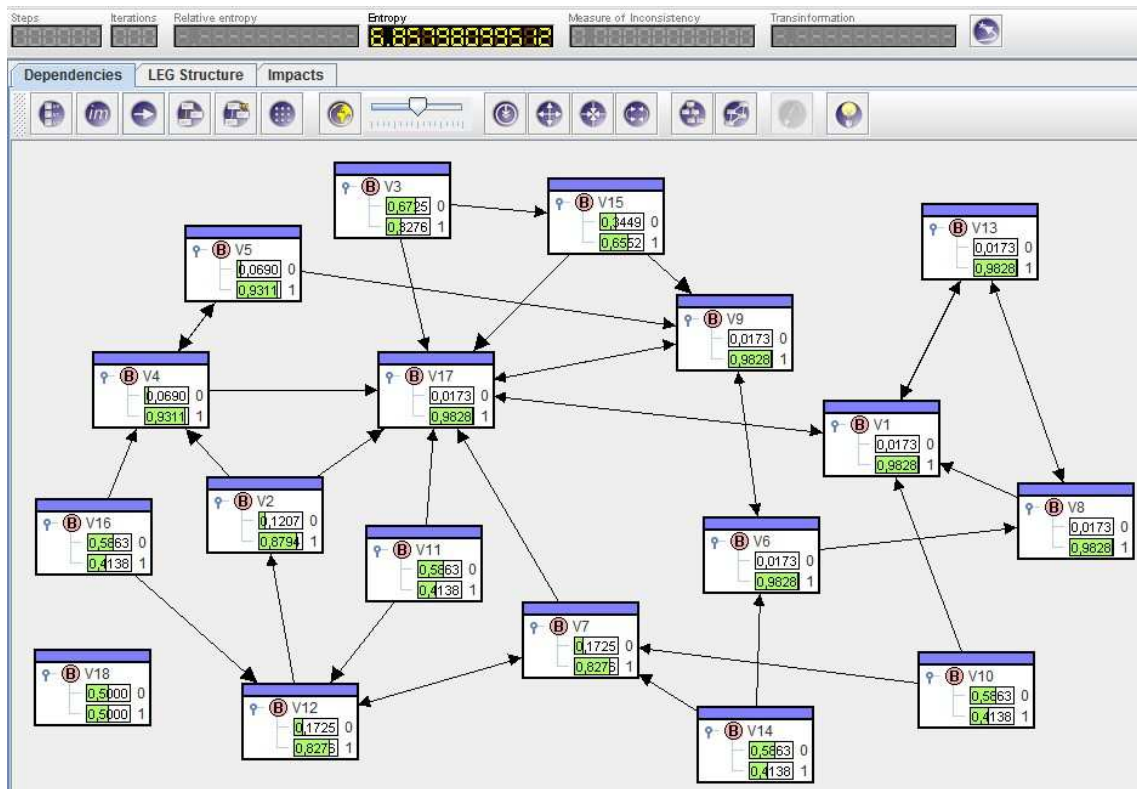 Steps Iterations Relative entropy Entropy Measure of Inconsistency Transinformation
6.85798099512
Dependencies LEG Structure Impacts
im
B V3
0,6725 0
0,3276 1
B V15
0,3449 0
0,6552 1
B V13
0,0173 0
0,9828 1
B V5
0,0690 0
0,9311 1
B V9
0,0173 0
0,9828 1
B V4
0,0690 0
0,9311 1
B V17
0,0173 0
0,9828 1
B V1
0,0173 0
0,9828 1
B V16
0,5863 0
0,4138 1
B V2
0,1207 0
0,8794 1
B V11
0,5863 0
0,4138 1
B V6
0,0173 0
0,9828 1
B V8
0,0173 0
0,9828 1
B V7
0,1725 0
0,8276 1
B V18
0,5000 0
0,5000 1
B V12
0,1725 0
0,8276 1
B V14
0,5863 0
0,4138 1
B V10
0,5863 0
0,4138 1